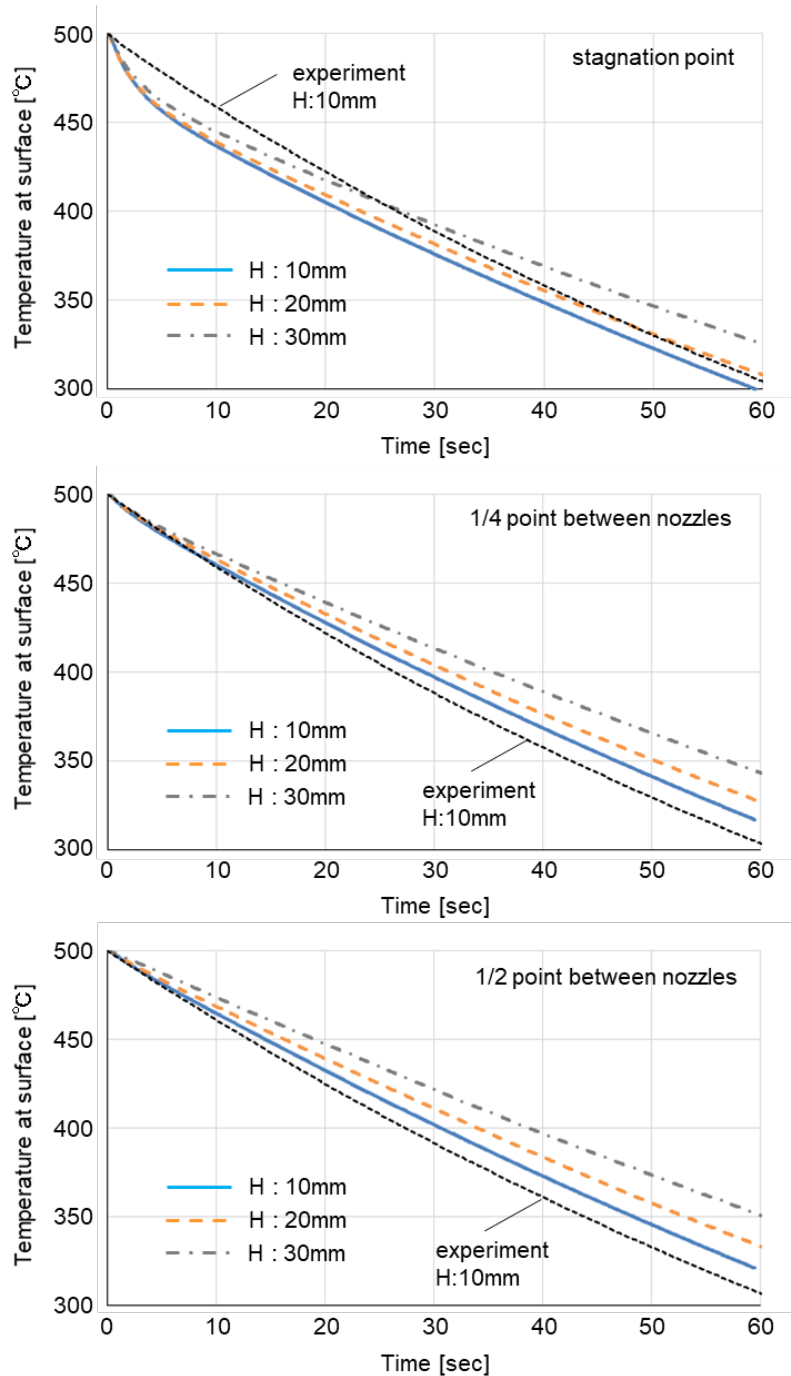 Temperature at surface [℃]
500
450
400
350
300
stagnation point
experiment
H:10mm
H : 10mm
H : 20mm
H : 30mm
0 10 20 30 40 50 60
Time [sec]
Temperature at surface [℃]
500
450
400
350
300
1/4 point between nozzles
H : 10mm
H : 20mm
H : 30mm
experiment
H:10mm
0 10 20 30 40 50 60
Time [sec]
Temperature at surface [℃]
500
450
400
350
300
1/2 point between nozzles
H : 10mm
H : 20mm
H : 30mm
experiment
H:10mm
0 10 20 30 40 50 60
Time [sec]